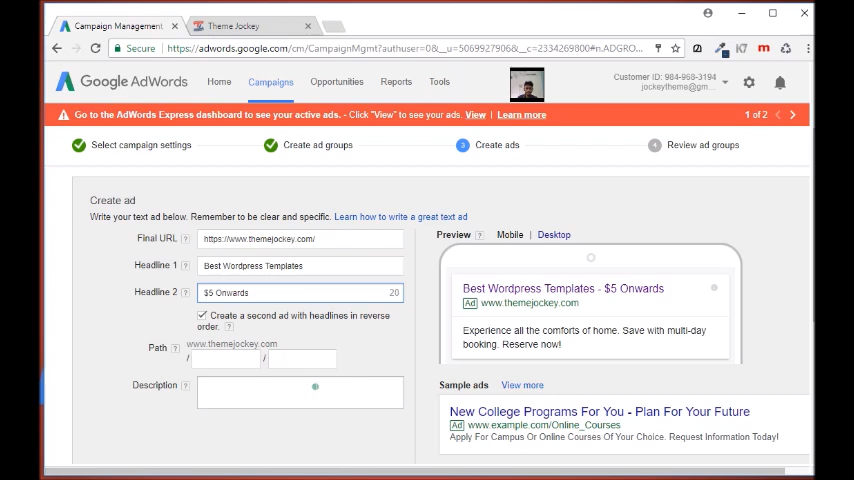 Campaign Management
Theme Jockey
Secure
https://adwords.google.com/cm/CampaignMgmt?authuser=0&__u=5069927906&__c=2334269800#n.ADGRO...
Google AdWords
Home
Campaigns
Opportunities
Reports
Tools
Customer ID: 984-968-3194
jockeytheme@gm...
Go to the AdWords Express dashboard to see your active ads. - Click "View" to see your ads. View | Learn more
1 of 2
Select campaign settings
Create ad groups
3 Create ads
4 Review ad groups
Create ad
Write your text ad below. Remember to be clear and specific. Learn how to write a great text ad
Final URL ? https://www.themejockey.com/
Headline 1 ? Best Wordpress Templates
Headline 2 ? $5 Onwards 20
Create a second ad with headlines in reverse
order. ?
Path ? www.themejockey.com
/ /
Description ?
Preview ? Mobile | Desktop
Best Wordpress Templates - $5 Onwards
Ad www.themejockey.com
Experience all the comforts of home. Save with multi-day
booking. Reserve now!
Sample ads View more
New College Programs For You - Plan For Your Future
Ad www.example.com/Online_Courses
Apply For Campus Or Online Courses Of Your Choice. Request Information Today!